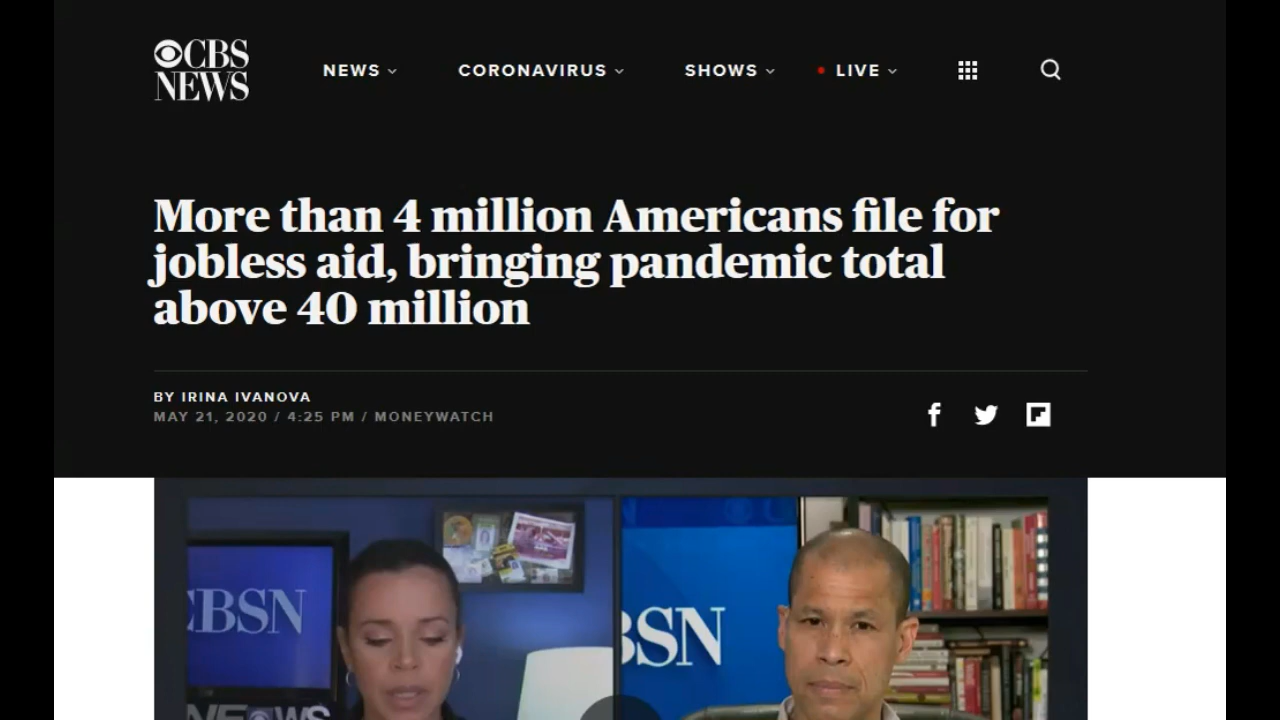 CBS
NEWS
NEWS
CORONAVIRUS
SHOWS
LIVE
More than 4 million Americans file for
jobless aid, bringing pandemic total
above 40 million
BY IRINA IVANOVA
MAY 21, 2020 / 4:25 PM / MONEYWATCH
CBSN
BSN
NEWS